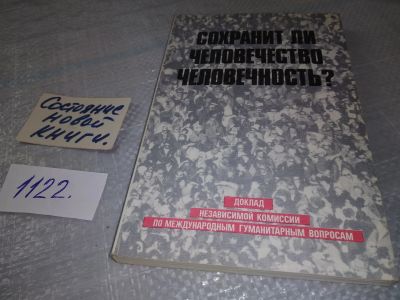 СОХРАНИТ ЛИ
ЧЕЛОВЕЧЕСТВО
ЧЕЛОВЕЧНОСТЬ?
ДОКЛАД
НЕЗАВИСИМОЙ КОМИССИИ
ПО МЕЖДУНАРОДНЫМ ГУМАНИТАРНЫМ ВОПРОСАМ
Состояние
новой
книги.
1122.